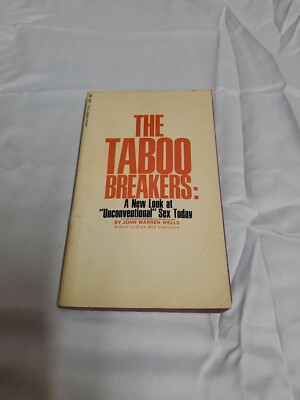 THE
TABOO
BREAKERS:
A New Look at
"Unconventional" Sex Today
BY JOHN WARREN WELLS